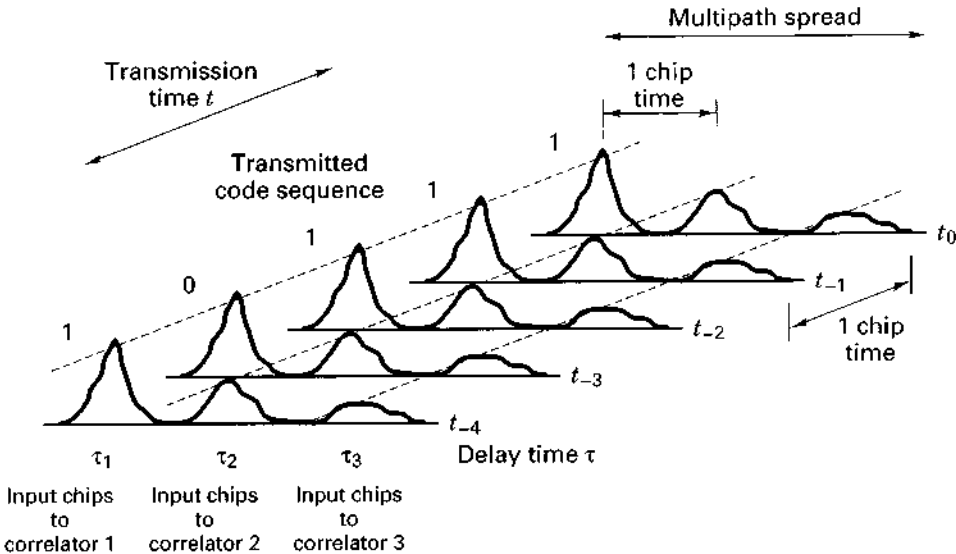 Multipath spread
Transmission
time t
1 chip
time
Transmitted
code sequence
1
1
1
0
1
t₀
t₋₁
t₋₂
t₋₃
t₋₄
1 chip
time
τ₁
τ₂
τ₃
Delay time τ
Input chips
to
correlator 1
Input chips
to
correlator 2
Input chips
to
correlator 3